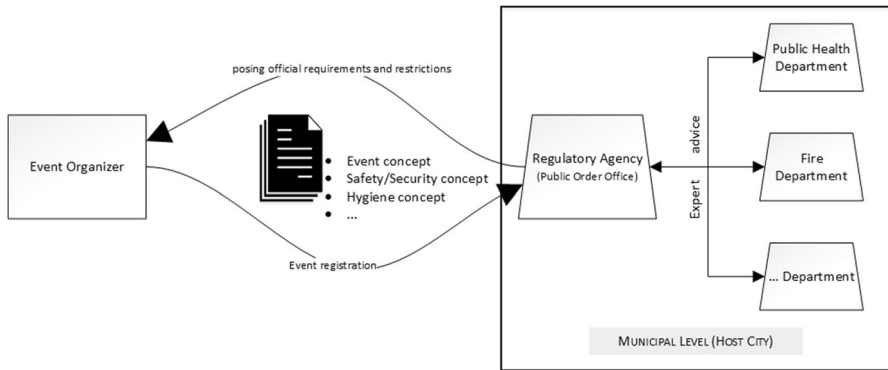 posing official requirements and restrictions
Event Organizer
• Event concept
• Safety/Security concept
• Hygiene concept
• ...
Event registration
Regulatory Agency
(Public Order Office)
Expert advice
Public Health
Department
Fire
Department
... Department
MUNICIPAL LEVEL (HOST CITY)